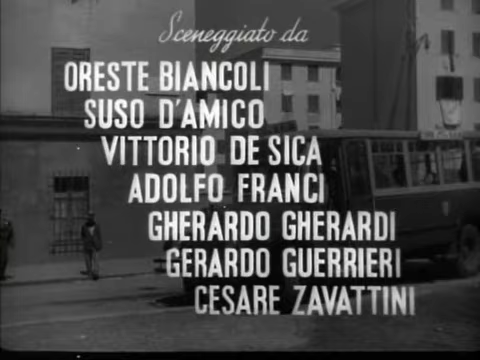 Sceneggiato da
ORESTE BIANCOLI
SUSO D'AMICO
VITTORIO DE SICA
ADOLFO FRANCI
GHERARDO GHERARDI
GERARDO GUERRIERI
CESARE ZAVATTINI